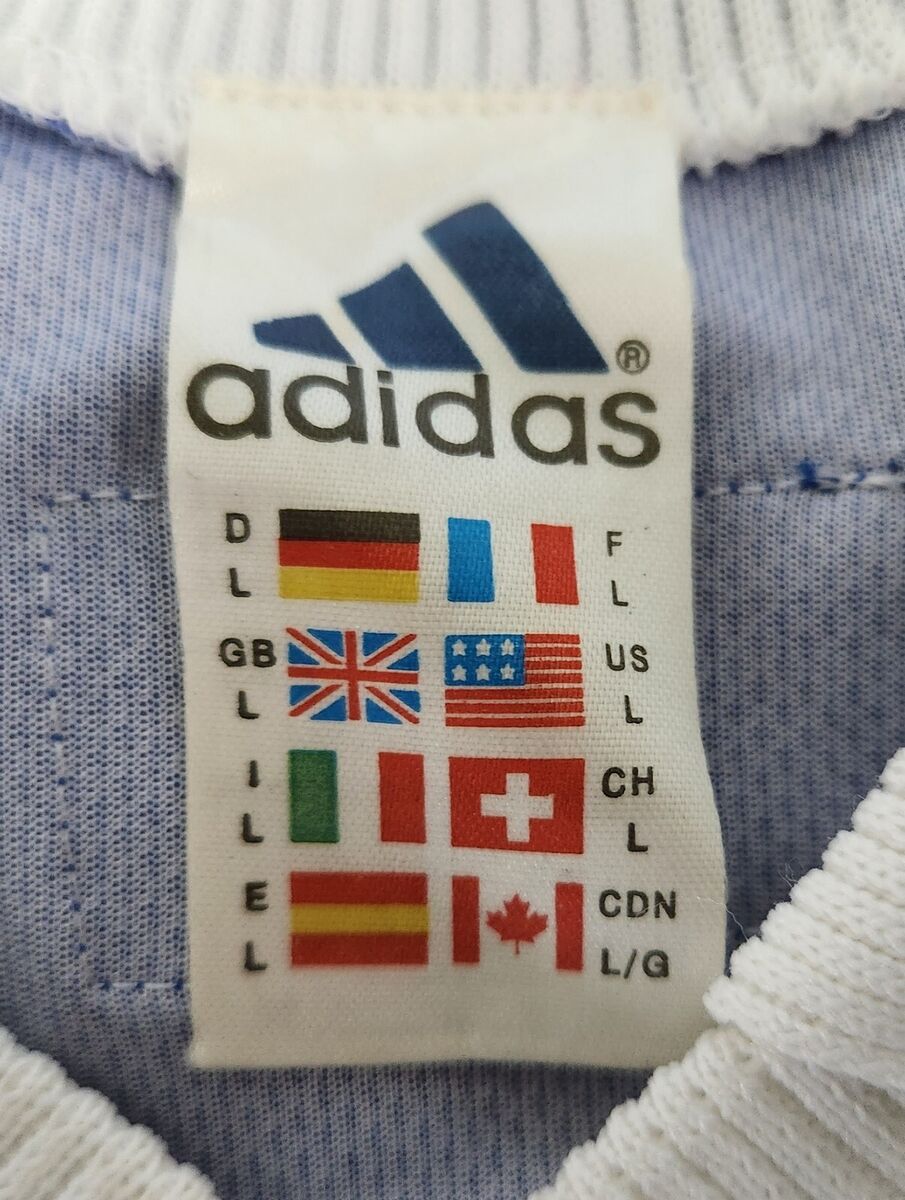 adidas®
D F
L L
GB US
L L
I CH
L L
E CDN
L L/G